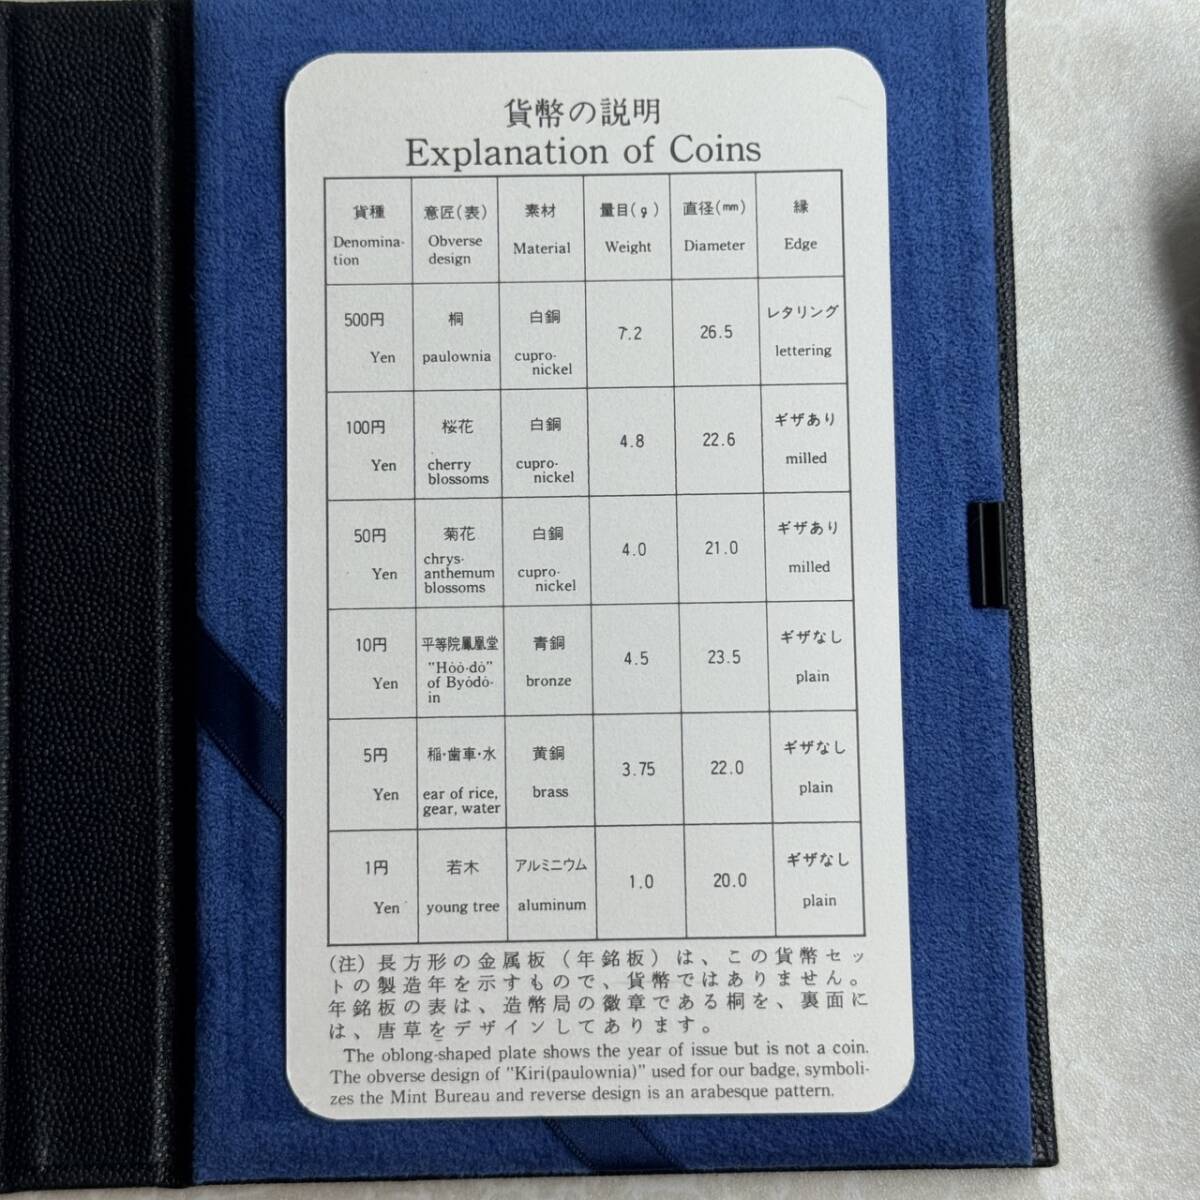 貨幣の説明
Explanation of Coins
貨種 意匠(表) 素材 量目(g) 直径(㎜) 縁
Denomina- Obverse Material Weight Diameter Edge
tion design
500円 桐 白銅 7.2 26.5 レタリング
Yen paulownia cupro- lettering
nickel
100円 桜花 白銅 4.8 22.6 ギザあり
Yen cherry cupro- milled
blossoms nickel
50円 菊花 白銅 4.0 21.0 ギザあり
chrys-
Yen anthemum cupro- milled
blossoms nickel
10円 平等院鳳凰堂 青銅 4.5 23.5 ギザなし
"Hóó-dó"
Yen of Byódó- bronze plain
in
5円 稲・歯車・水 黄銅 3.75 22.0 ギザなし
Yen ear of rice, brass plain
gear, water
1円 若木 アルミニウム 1.0 20.0 ギザなし
Yen young tree aluminum plain
(注)長方形の金属板(年銘板)は、この貨幣セッ
トの製造年を示すもので、貨幣ではありません。
年銘板の表は、造幣局の徽章である桐を、裏面に
は、唐草をデザインしてあります。
The oblong-shaped plate shows the year of issue but is not a coin.
The obverse design of "Kiri(paulownia)" used for our badge, symboli-
zes the Mint Bureau and reverse design is an arabesque pattern.